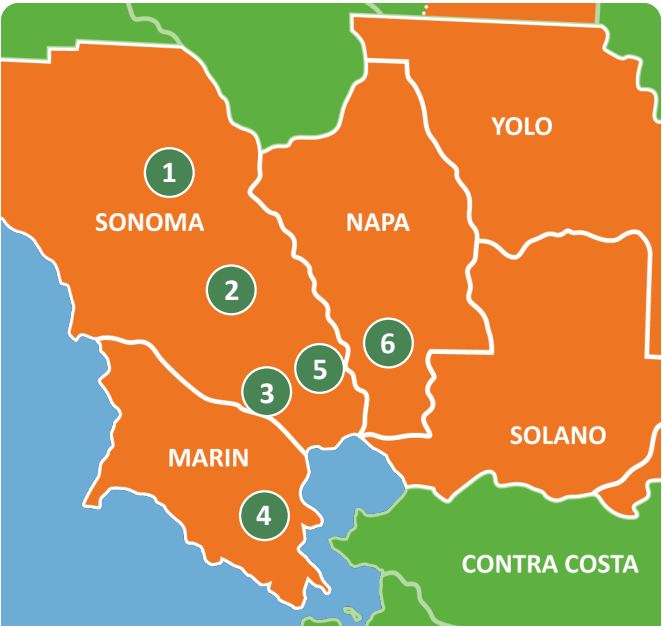 YOLO
1
SONOMA
NAPA
2
6
5
3
SOLANO
MARIN
4
CONTRA COSTA